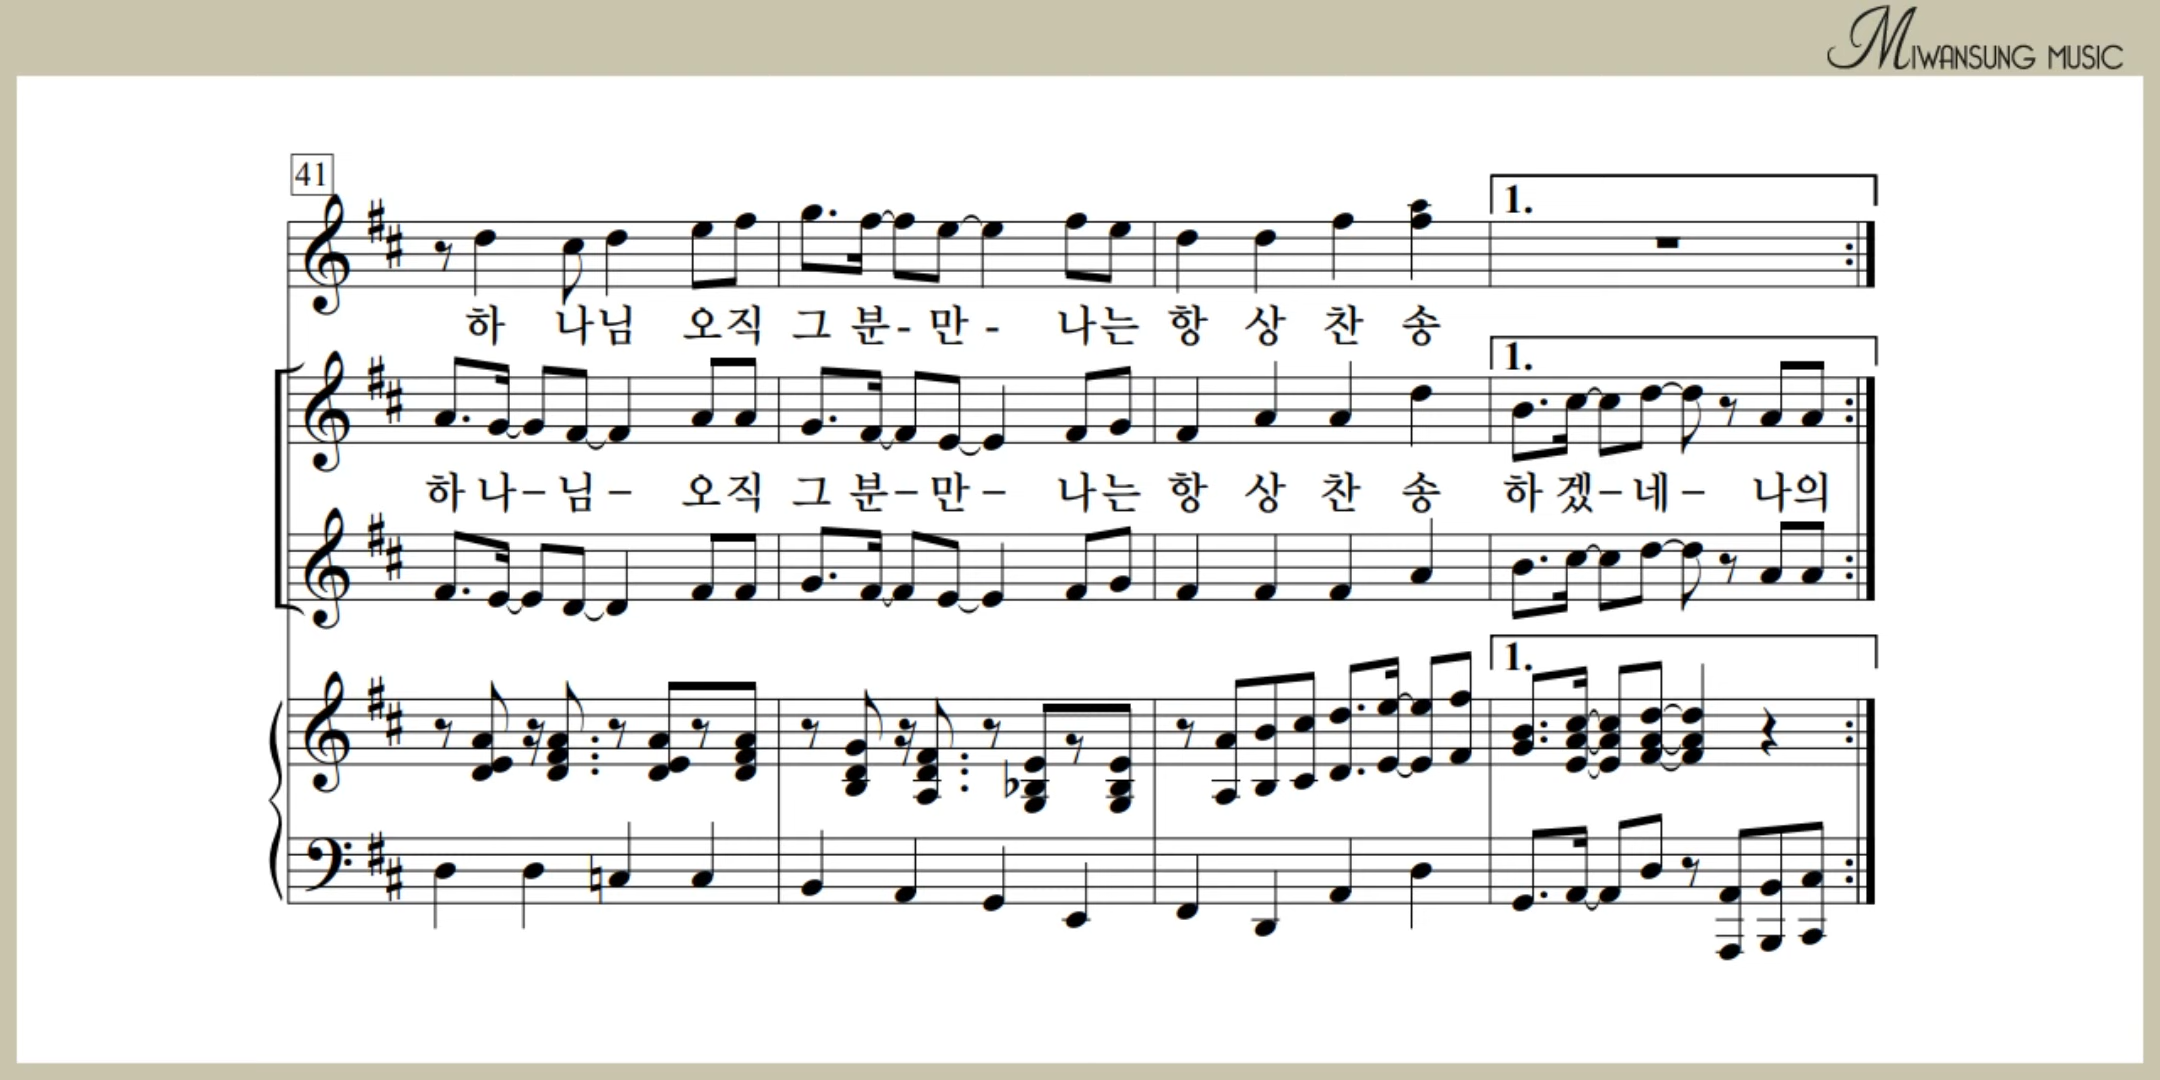 MIWANSUNG MUSIC
41
1.
하 나님 오직 그 분- 만 - 나는 항 상 찬 송
1.
하 나 – 님 – 오직 그 분 – 만 – 나는 항 상 찬 송 하 겠 – 네 – 나의
1.